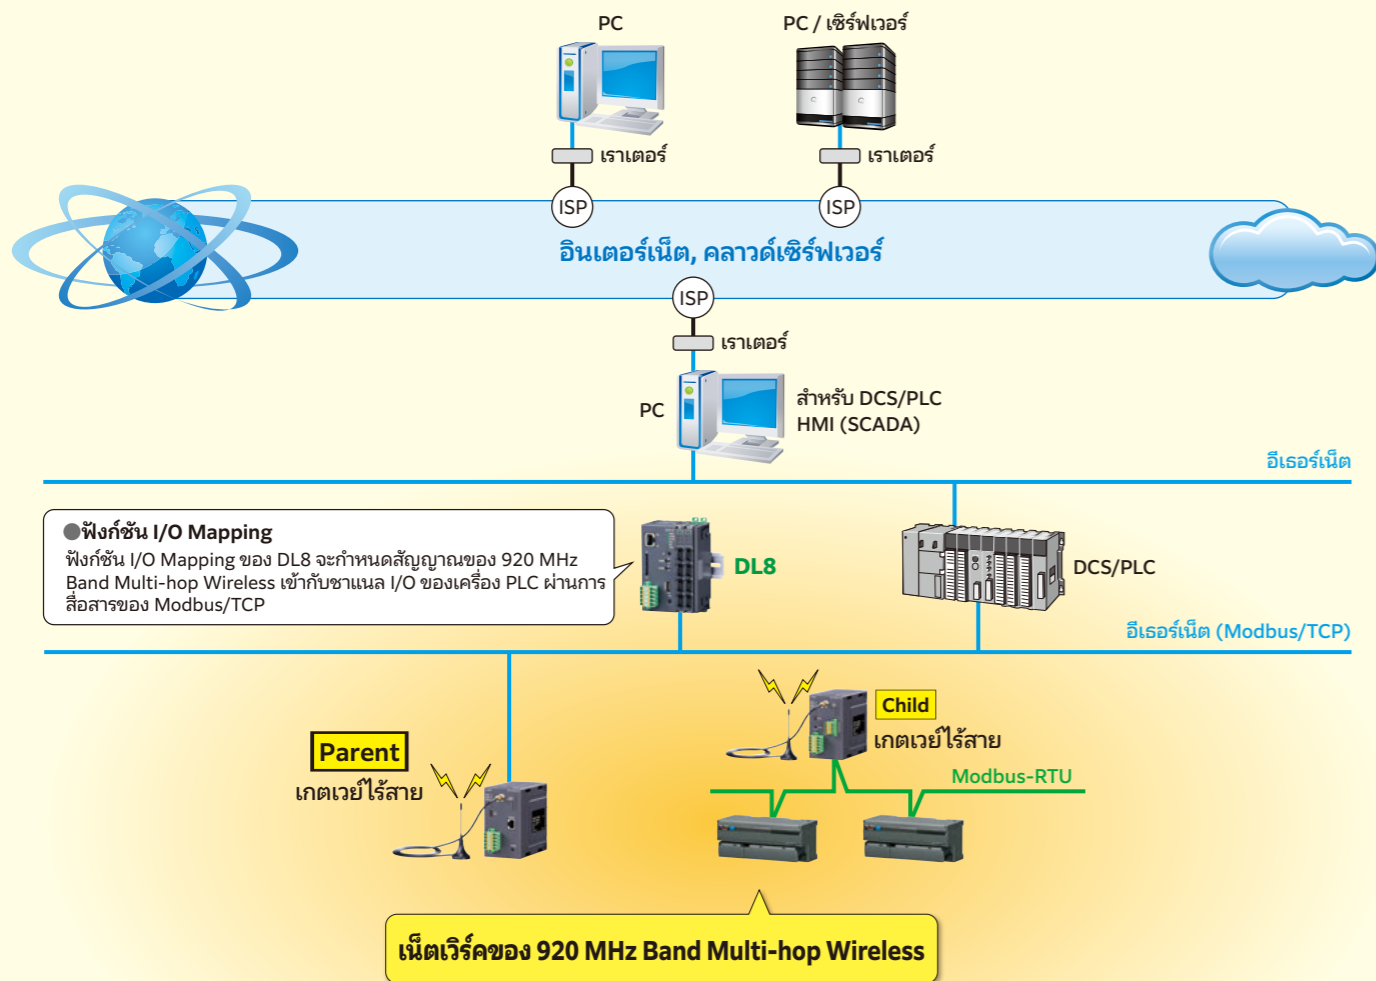 PC
PC / เซิร์ฟเวอร์
เราเตอร์
เราเตอร์
ISP
ISP
อินเตอร์เน็ต, คลาวด์เซิร์ฟเวอร์
ISP
เราเตอร์
PC
สำหรับ DCS/PLC
HMI (SCADA)
อีเธอร์เน็ต
●ฟังก์ชัน I/O Mapping
ฟังก์ชัน I/O Mapping ของ DL8 จะกำหนดสัญญาณของ 920 MHz
Band Multi-hop Wireless เข้ากับชาแนล I/O ของเครื่อง PLC ผ่านการ
สื่อสารของ Modbus/TCP
DL8
DCS/PLC
อีเธอร์เน็ต (Modbus/TCP)
Parent
เกตเวย์ไร้สาย
Child
เกตเวย์ไร้สาย
Modbus-RTU
เน็ตเวิร์คของ 920 MHz Band Multi-hop Wireless